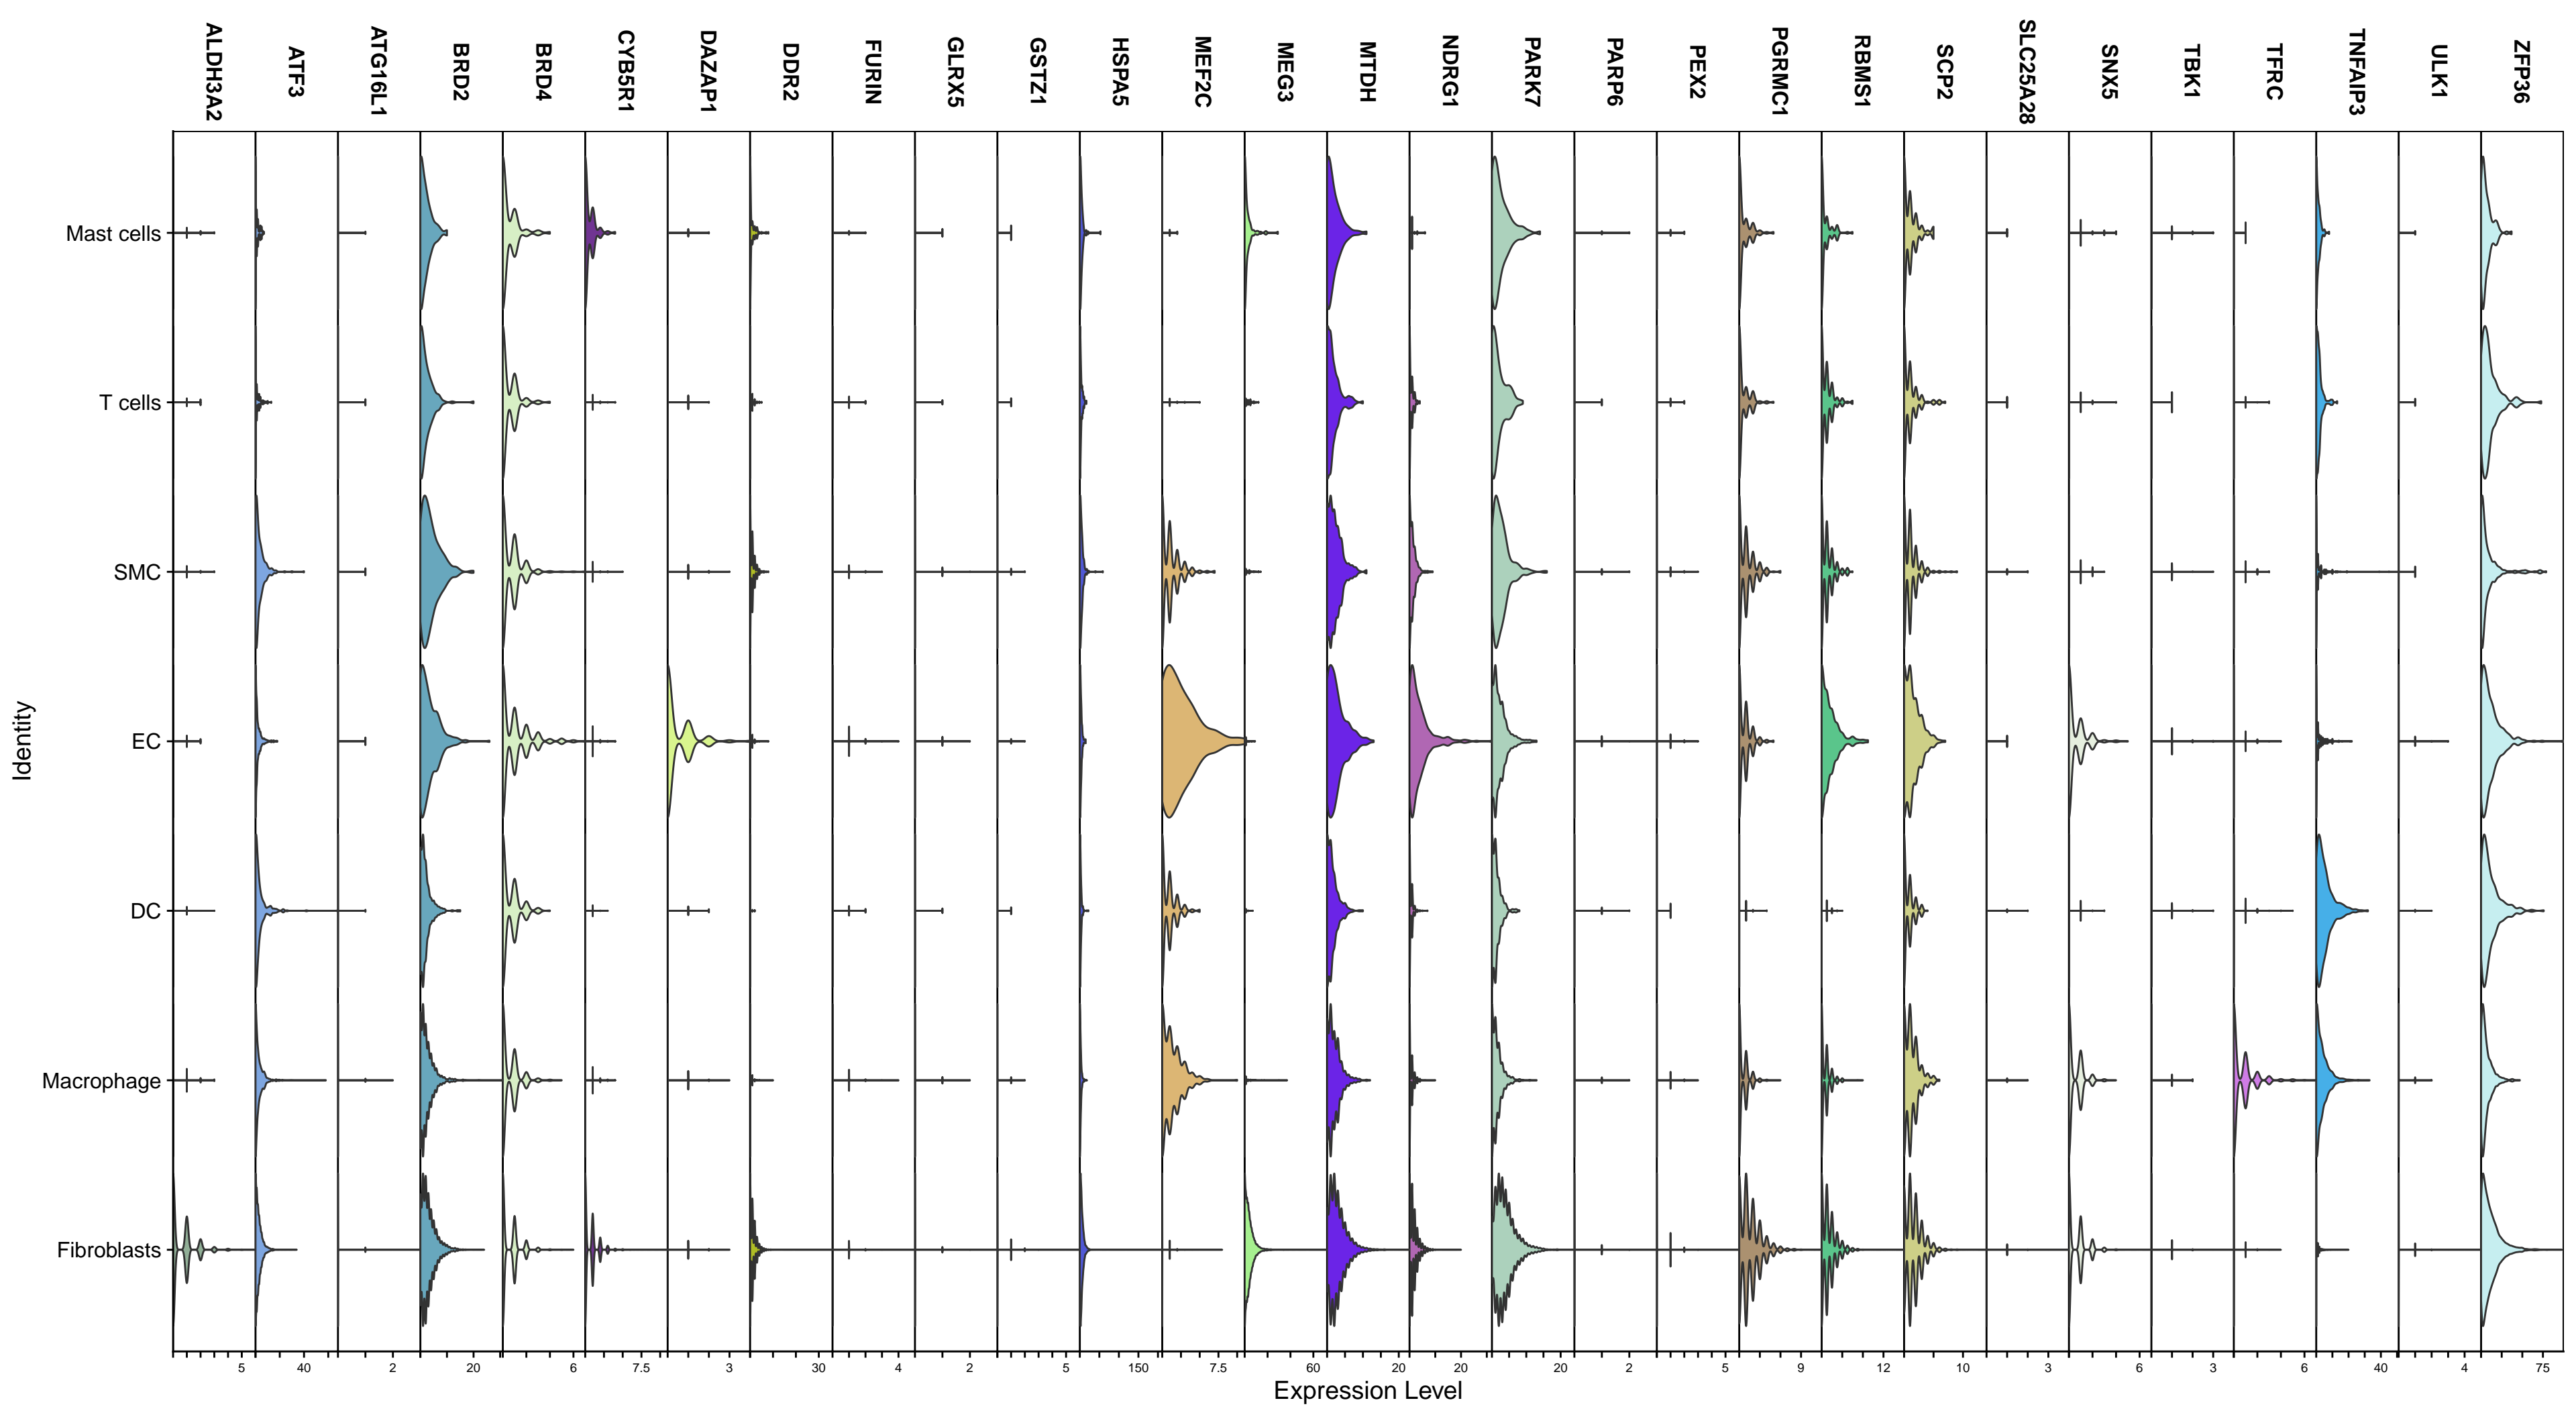 ALDH3A2 ATF3 ATG16L1 BRD2 BRD4 CYB5R1 DAZAP1 DDR2 FURIN GLRX5 GSTZ1 HSPA5 MEF2C MEG3 MTDH NDRG1 PARK7 PARP6 PEX2 PGRMC1 RBMS1 SCP2 SLC25A28 SNX5 TBK1 TFRC TNFAIP3 ULK1 ZFP36
Mast cells
T cells
SMC
EC
DC
Macrophage
Fibroblasts
Identity
5 40 2 20 6 7.5 3 30 4 2 5 150 7.5 60 20 20 20 2 5 9 12 10 3 6 3 6 40 4 75
Expression Level